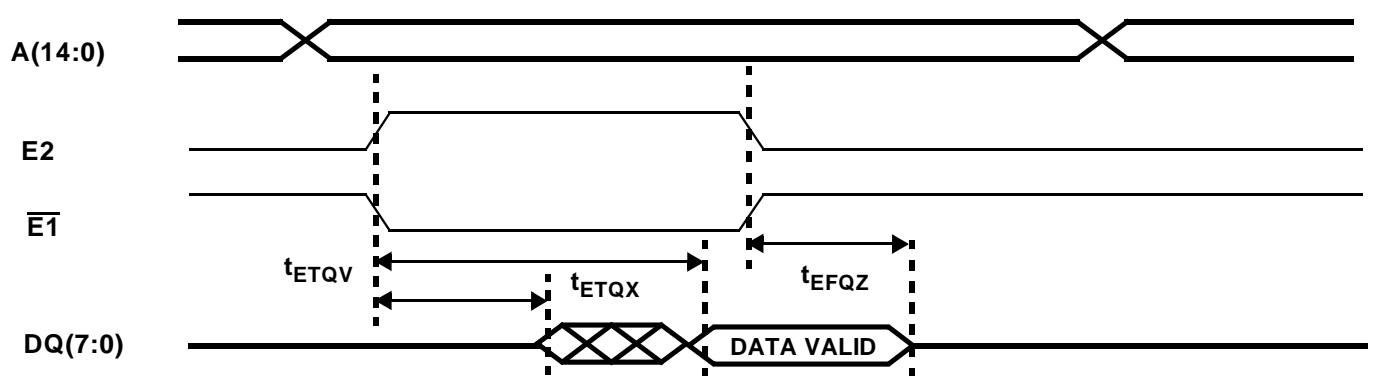 A(14:0)
E2
E1
tETQV
tETQX
tEFQZ
DQ(7:0)
DATA VALID